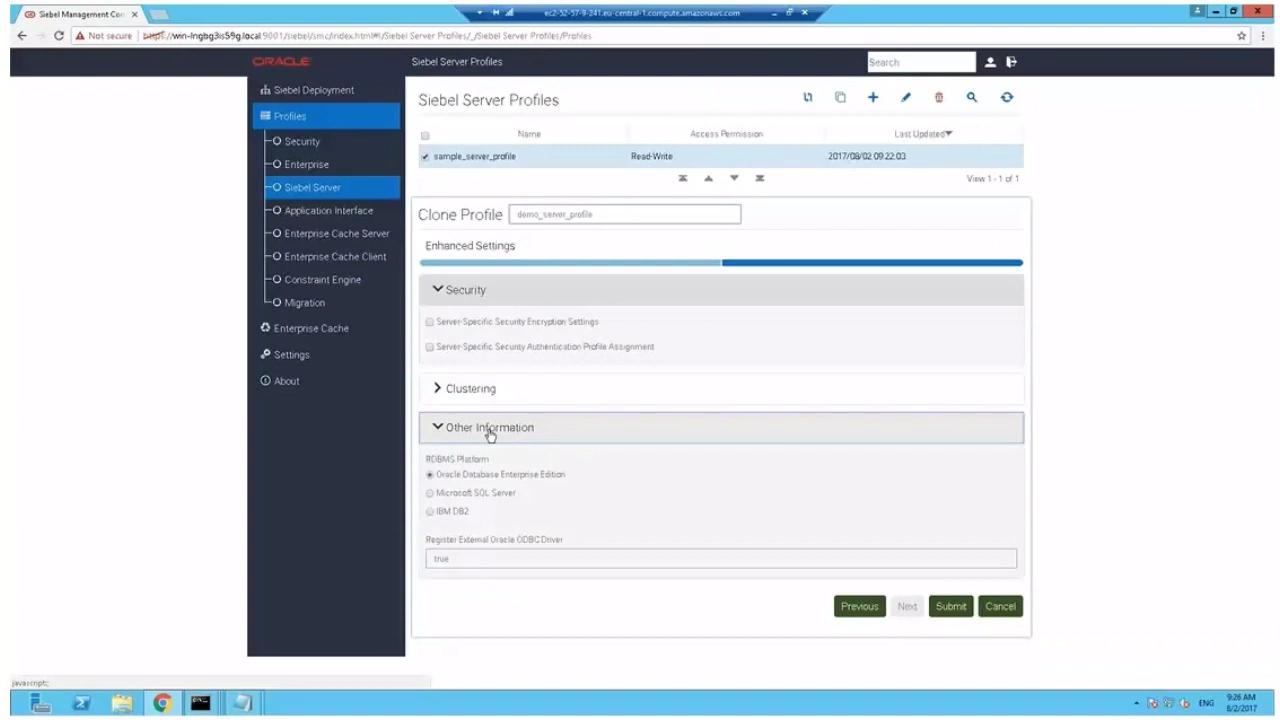 Siebel Management Con
ec2-52-57-9-241.eu-central-1.compute.amazonaws.com
Not secure
https://win-lngbg3is59g.local:9001/siebel/smc/index.html#!/Siebel Server Profiles/_/Siebel Server Profiles/Profiles
ORACLE
Siebel Server Profiles
Search
Siebel Deployment
Profiles
Security
Enterprise
Siebel Server
Application Interface
Enterprise Cache Server
Enterprise Cache Client
Constraint Engine
Migration
Enterprise Cache
Settings
About
Siebel Server Profiles
Name Access Permission Last Updated
sample_server_profile Read-Write 2017/08/02 09:22:03
View 1 - 1 of 1
Clone Profile demo_server_profile
Enhanced Settings
Security
Server-Specific Security Encryption Settings
Server-Specific Security Authentication Profile Assignment
Clustering
Other Information
RDBMS Platform
Oracle Database Enterprise Edition
Microsoft SQL Server
IBM DB2
Register External Oracle ODBC Driver
true
Previous Next Submit Cancel
javascript:;
ENG
9:26 AM
8/2/2017